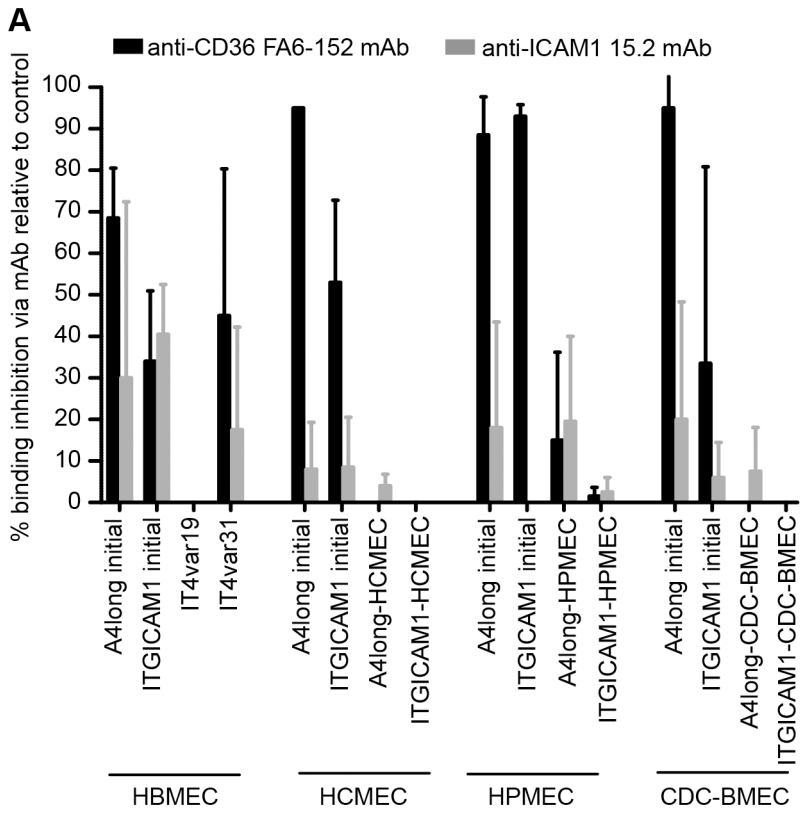 A
anti-CD36 FA6-152 mAb
anti-ICAM1 15.2 mAb
% binding inhibition via mAb relative to control
100
90
80
70
60
50
40
30
20
10
0
A4long initial
ITGICAM1 initial
IT4var19
IT4var31
A4long initial
ITGICAM1 initial
A4long-HCMEC
ITGICAM1-HCMEC
A4long initial
ITGICAM1 initial
A4long-HPMEC
ITGICAM1-HPMEC
A4long initial
ITGICAM1 initial
A4long-CDC-BMEC
ITGICAM1-CDC-BMEC
HBMEC
HCMEC
HPMEC
CDC-BMEC